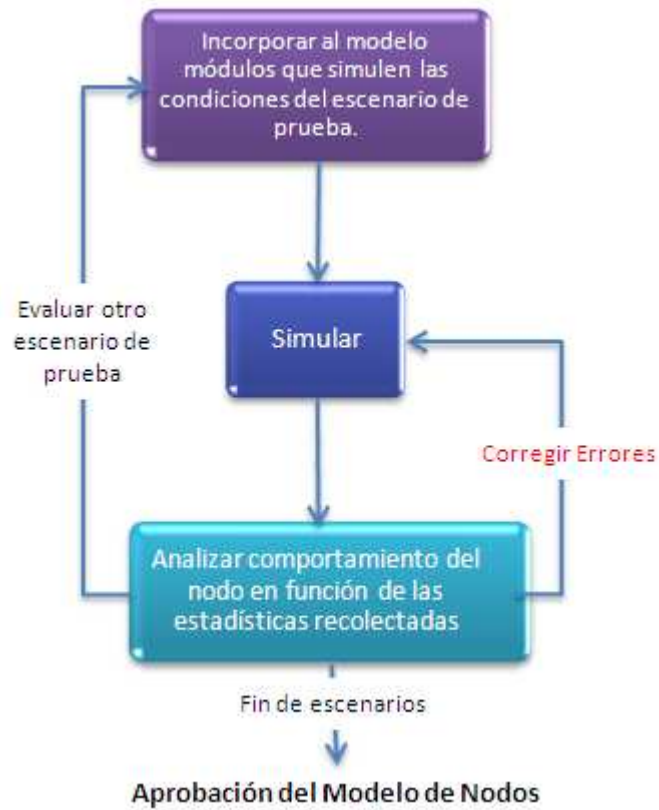 Incorporar al modelo
módulos que simulen las
condiciones del escenario de
prueba.
Evaluar otro
escenario de
prueba
Simular
Corregir Errores
Analizar comportamiento del
nodo en función de las
estadísticas recolectadas
Fin de escenarios
Aprobación del Modelo de Nodos